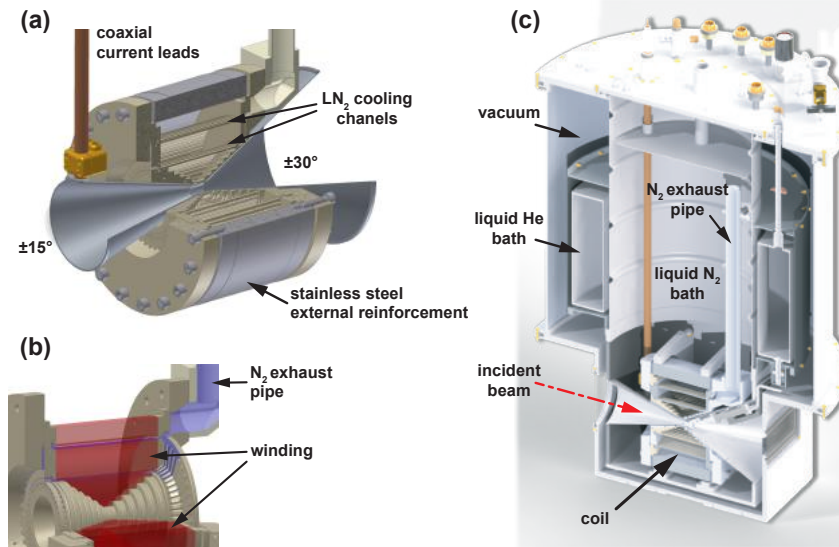 (a)
coaxial
current leads
LN2 cooling
chanels
±30°
±15°
stainless steel
external reinforcement
(b)
N2 exhaust
pipe
winding
(c)
vacuum
N2 exhaust
pipe
liquid He
bath
liquid N2
bath
incident
beam
coil